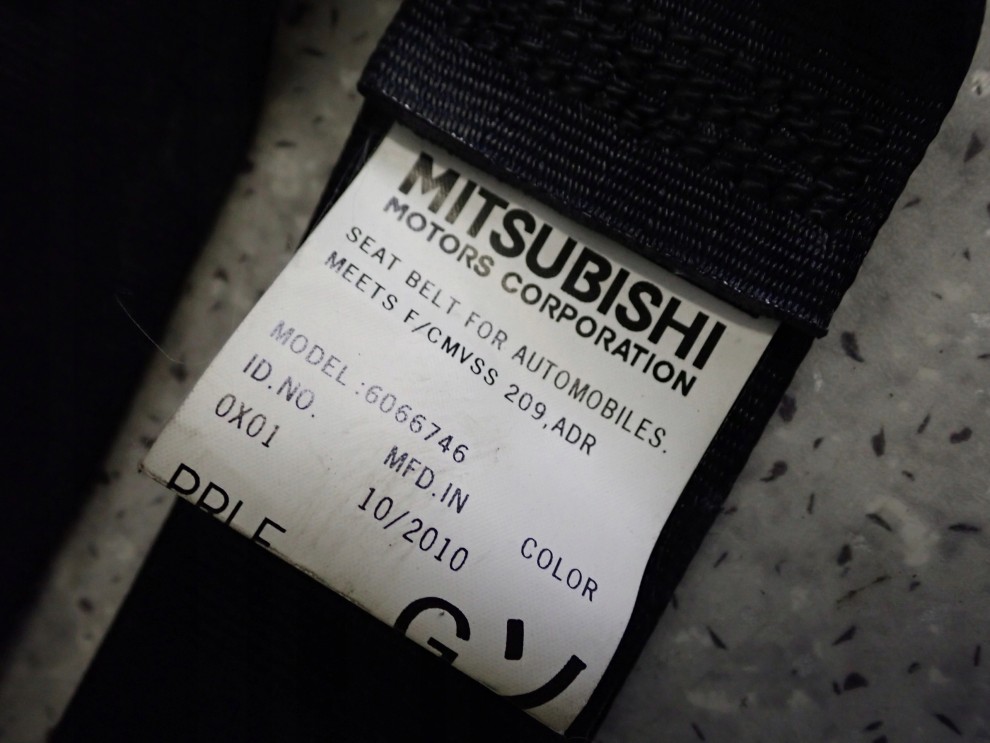 MITSUBISHI
MOTORS CORPORATION
SEAT BELT FOR AUTOMOBILES.
MEETS F/CMVSS 209,ADR
MODEL:6066746
ID.NO. MFD.IN COLOR
0X01 10/2010
G